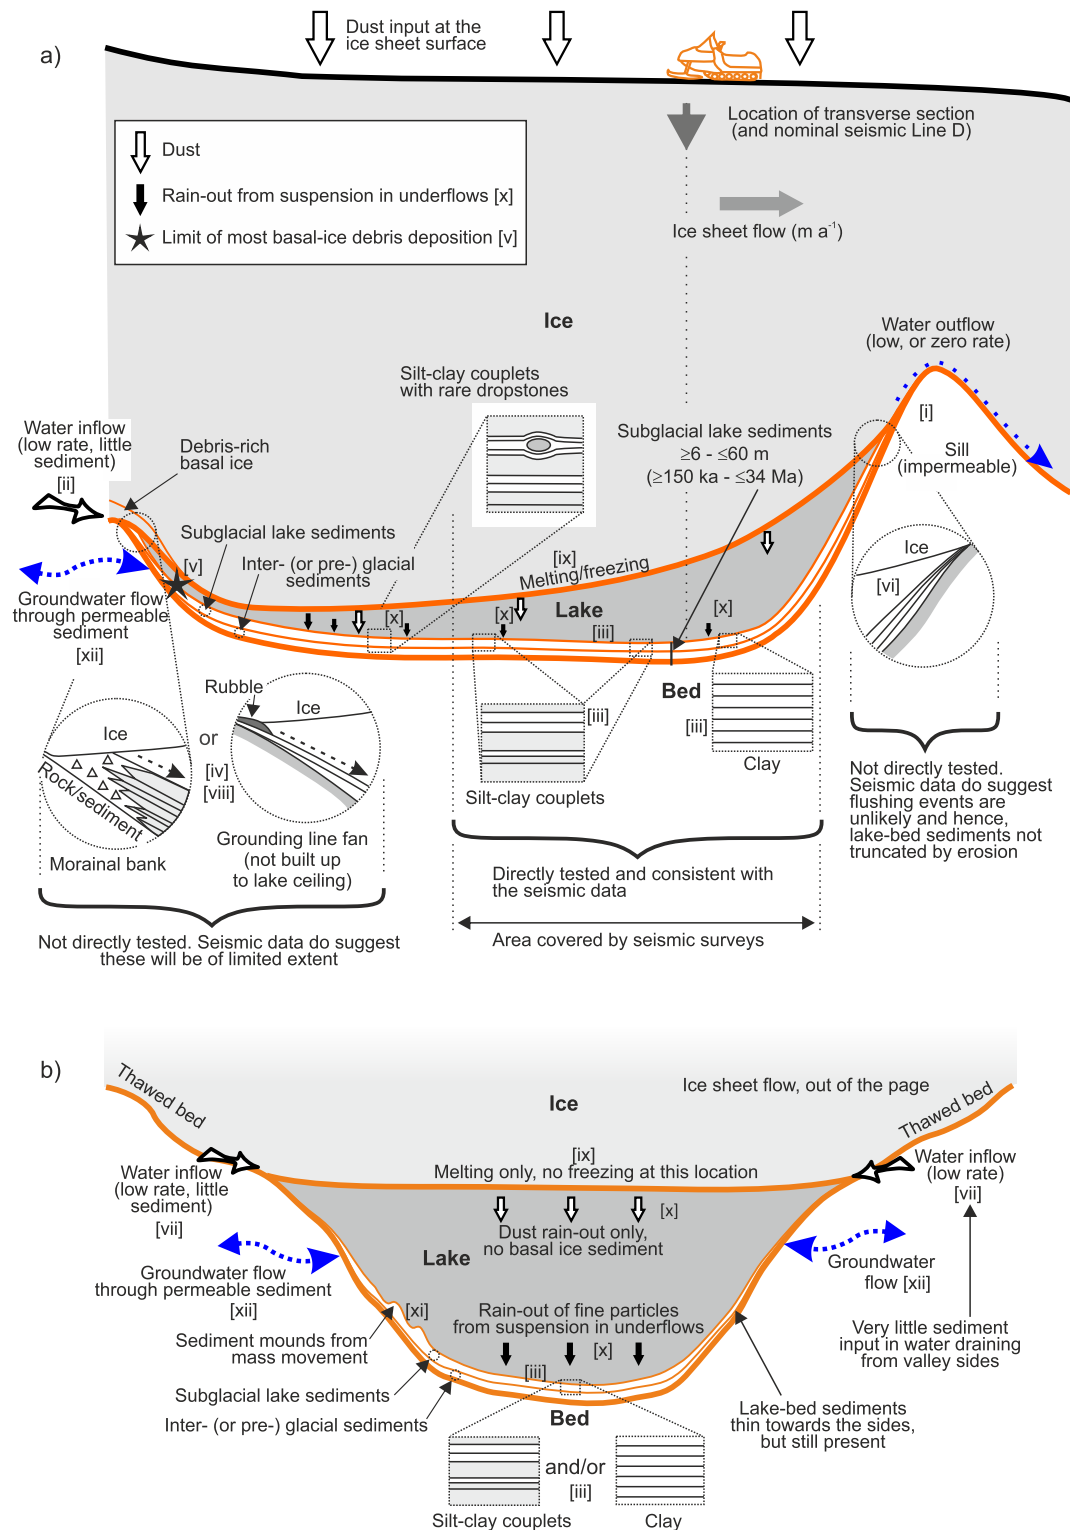 a)
Dust input at the
ice sheet surface
Location of transverse section
(and nominal seismic Line D)
Dust
Rain-out from suspension in underflows [x]
Limit of most basal-ice debris deposition [v]
Ice sheet flow (m a⁻¹)
Ice
Water outflow
(low, or zero rate)
Silt-clay couplets
with rare dropstones
[i]
Sill
(impermeable)
Water inflow
(low rate, little
sediment)
[ii]
Debris-rich
basal ice
Subglacial lake sediments
≥6 - ≤60 m
(≥150 ka - ≤34 Ma)
Subglacial lake sediments
Inter- (or pre-) glacial
sediments
[v]
[ix]
Melting/freezing
Lake
[x]
[x]
[iii]
[x]
Ice
[vi]
Groundwater flow
through permeable
sediment
[xii]
Bed
[iii]
[iii]
Clay
Silt-clay couplets
Rubble
Ice
Ice
or
[iv]
[viii]
Rock/sediment
Morainal bank
Grounding line fan
(not built up
to lake ceiling)
Not directly tested.
Seismic data do suggest
flushing events are
unlikely and hence,
lake-bed sediments not
truncated by erosion
Directly tested and consistent with
the seismic data
Area covered by seismic surveys
Not directly tested. Seismic data do suggest
these will be of limited extent
b)
Thawed bed
Ice sheet flow, out of the page
Thawed bed
Ice
[ix]
Melting only, no freezing at this location
Water inflow
(low rate, little
sediment)
[vii]
Water inflow
(low rate)
[vii]
[x]
Dust rain-out only,
no basal ice sediment
Lake
Groundwater flow
through permeable sediment
[xii]
Groundwater
flow [xii]
[xi]
Rain-out of fine particles
from suspension in underflows
[x]
Sediment mounds from
mass movement
Very little sediment
input in water draining
from valley sides
[iii]
Subglacial lake sediments
Inter- (or pre-) glacial sediments
Bed
Lake-bed sediments
thin towards the sides,
but still present
and/or
[iii]
Silt-clay couplets
Clay